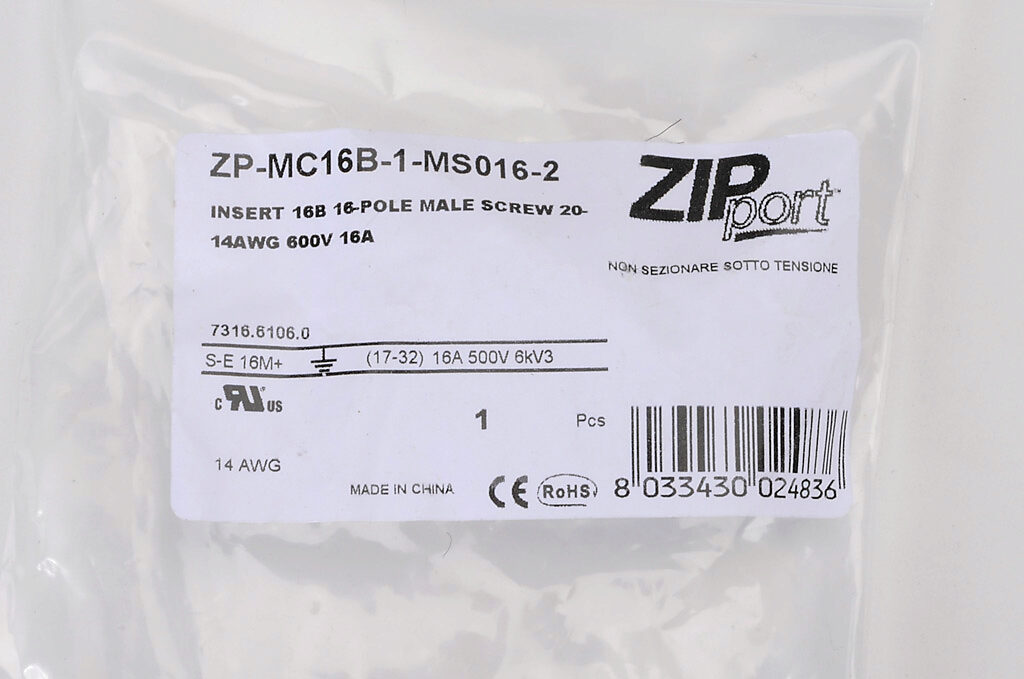 ZP-MC16B-1-MS016-2
INSERT 16B 16-POLE MALE SCREW 20-
14AWG 600V 16A
ZIPport™
NON SEZIONARE SOTTO TENSIONE
7316.6106.0
S-E 16M+ (17-32) 16A 500V 6kV3
c RU US
1 Pcs
14 AWG
MADE IN CHINA
CE RoHS
8 033430 024836